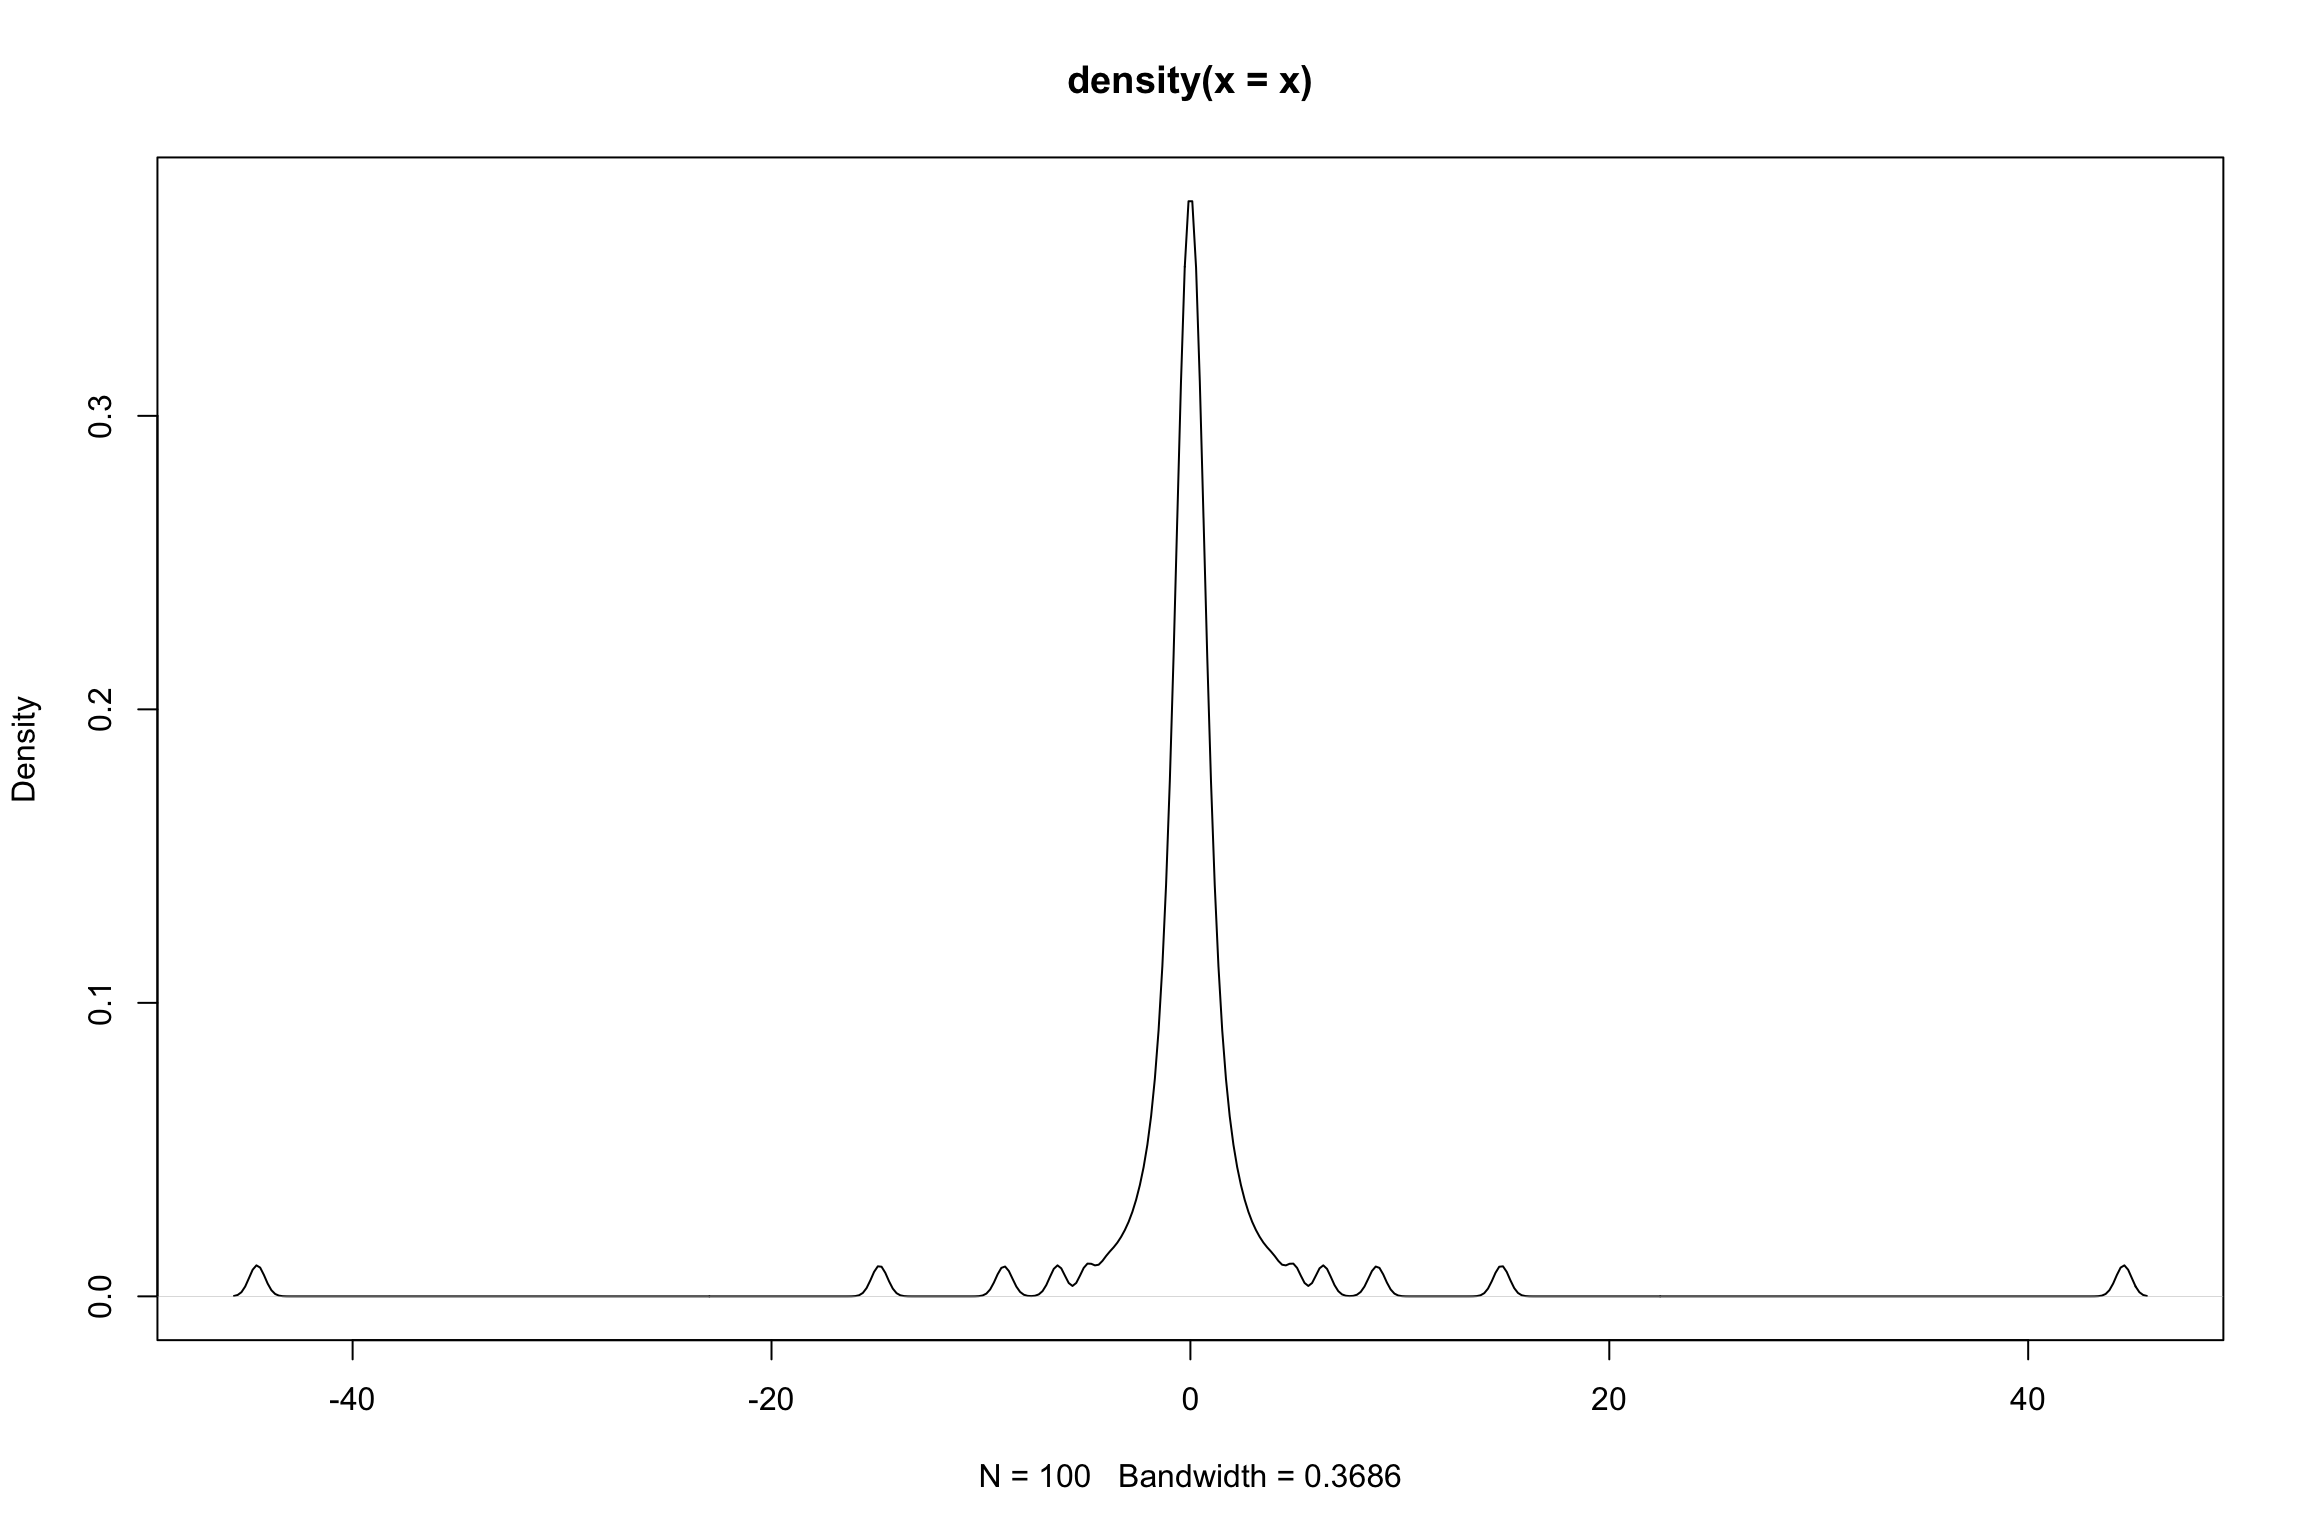 density(x = x)
Density
0.3
0.2
0.1
0.0
-40 -20 0 20 40
N = 100 Bandwidth = 0.3686